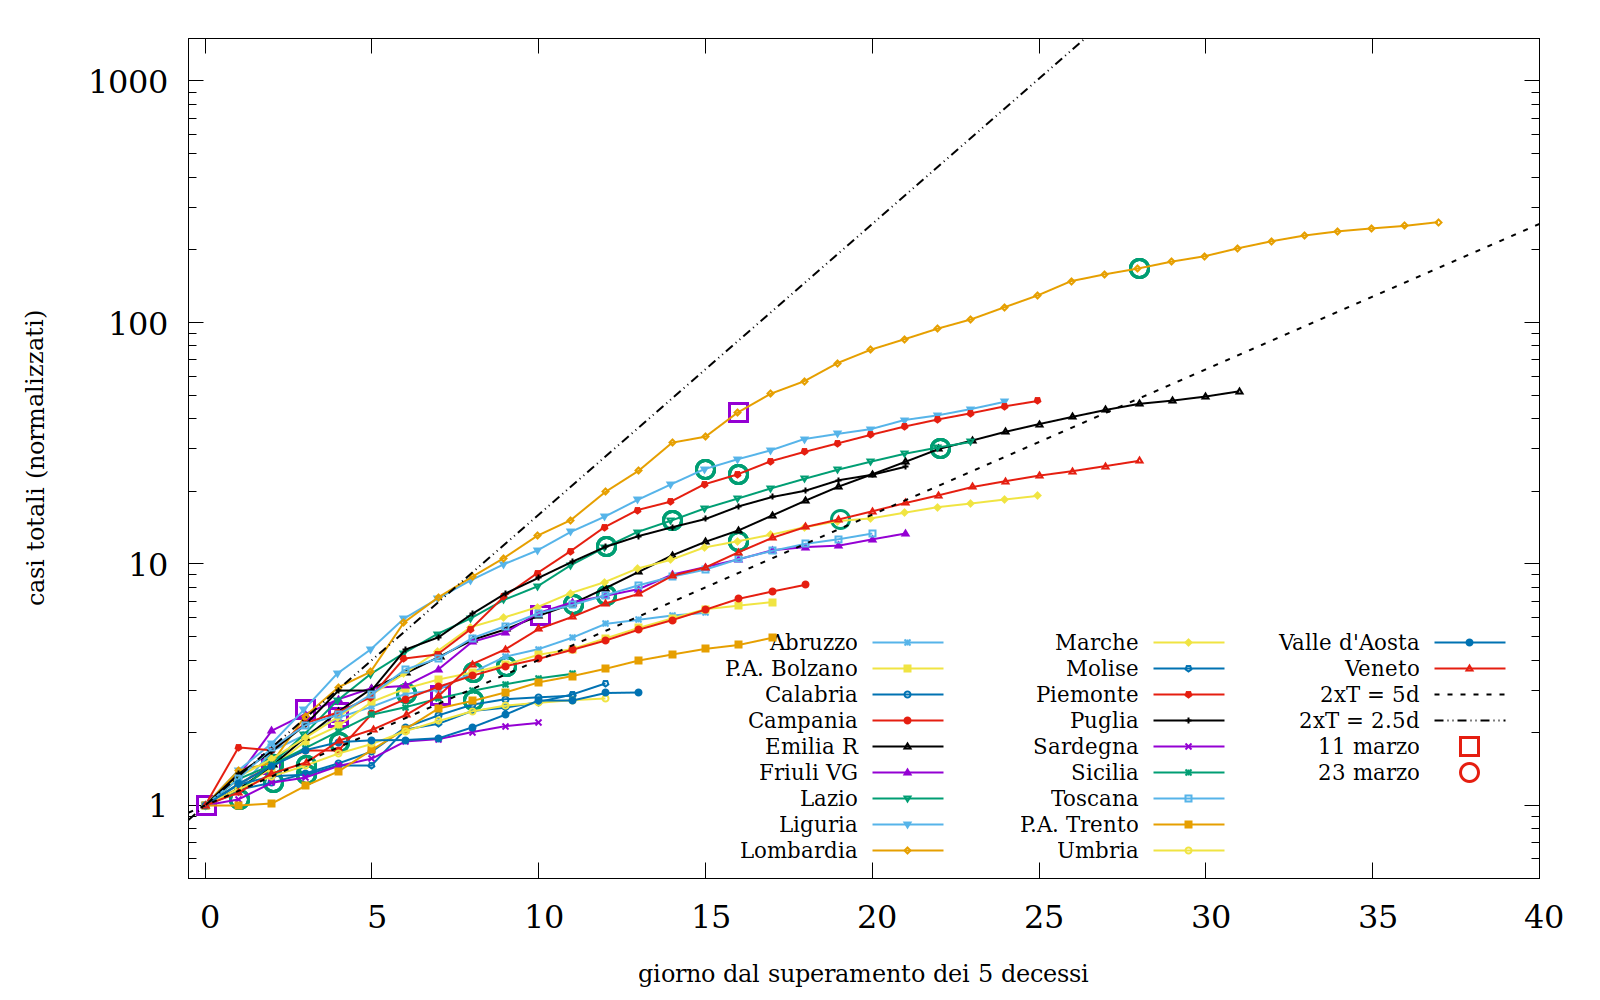 1000
100
10
1
casi totali (normalizzati)
0 5 10 15 20 25 30 35 40
giorno dal superamento dei 5 decessi
Abruzzo
P.A. Bolzano
Calabria
Campania
Emilia R
Friuli VG
Lazio
Liguria
Lombardia
Marche
Molise
Piemonte
Puglia
Sardegna
Sicilia
Toscana
P.A. Trento
Umbria
Valle d'Aosta
Veneto
2xT = 5d
2xT = 2.5d
11 marzo
23 marzo